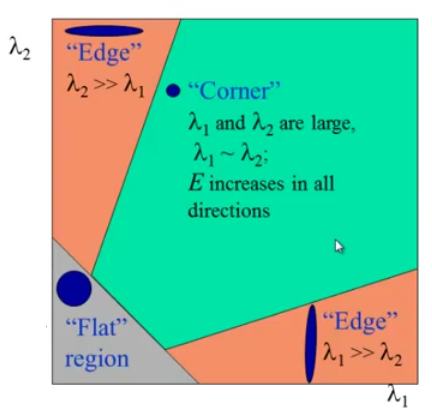 λ₂
“Edge”
λ₂ >> λ₁
“Corner”
λ₁ and λ₂ are large,
λ₁ ~ λ₂;
E increases in all
directions
“Flat”
region
“Edge”
λ₁ >> λ₂
λ₁